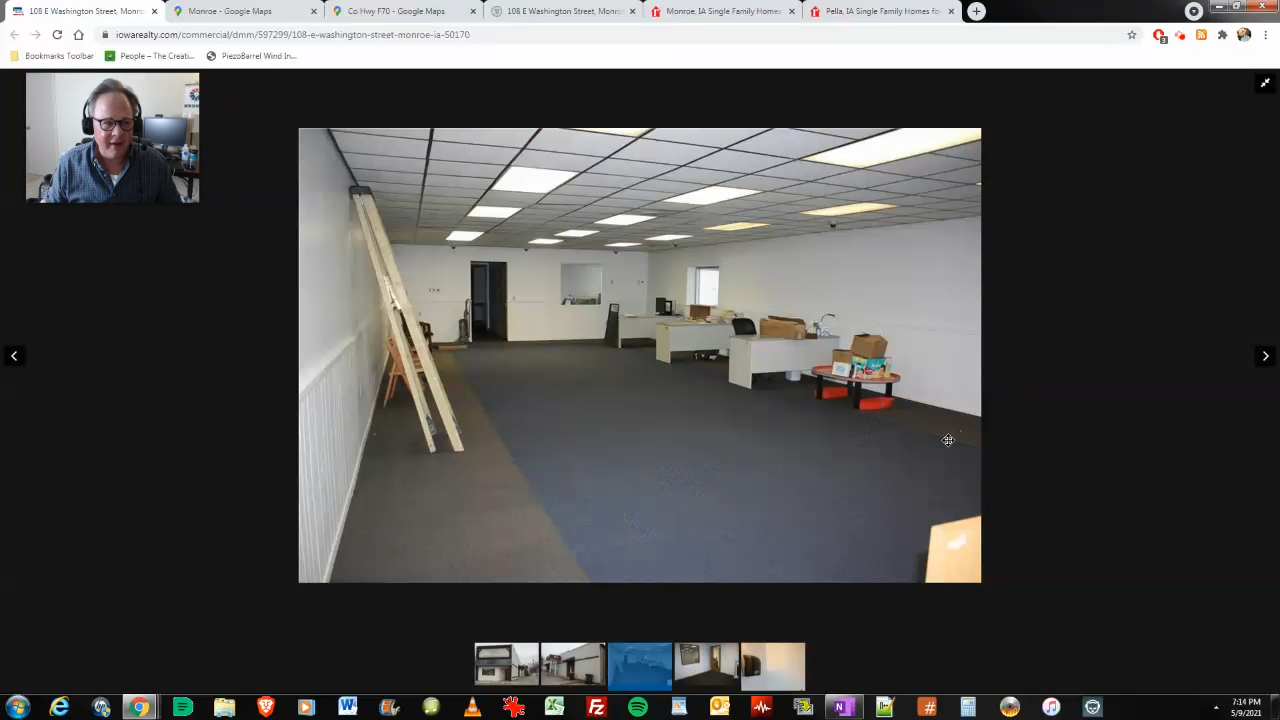 108 E Washington Street, Monro
Monroe - Google Maps
Co Hwy F70 - Google Maps
108 E Washington Street, Monro
Monroe, IA Single Family Homes
Pella, IA Single Family Homes fo
iowarealty.com/commercial/dmm/597299/108-e-washington-street-monroe-ia-50170
3
Bookmarks Toolbar
People – The Creati...
PiezoBarrel Wind In...
7:14 PM
5/9/2021